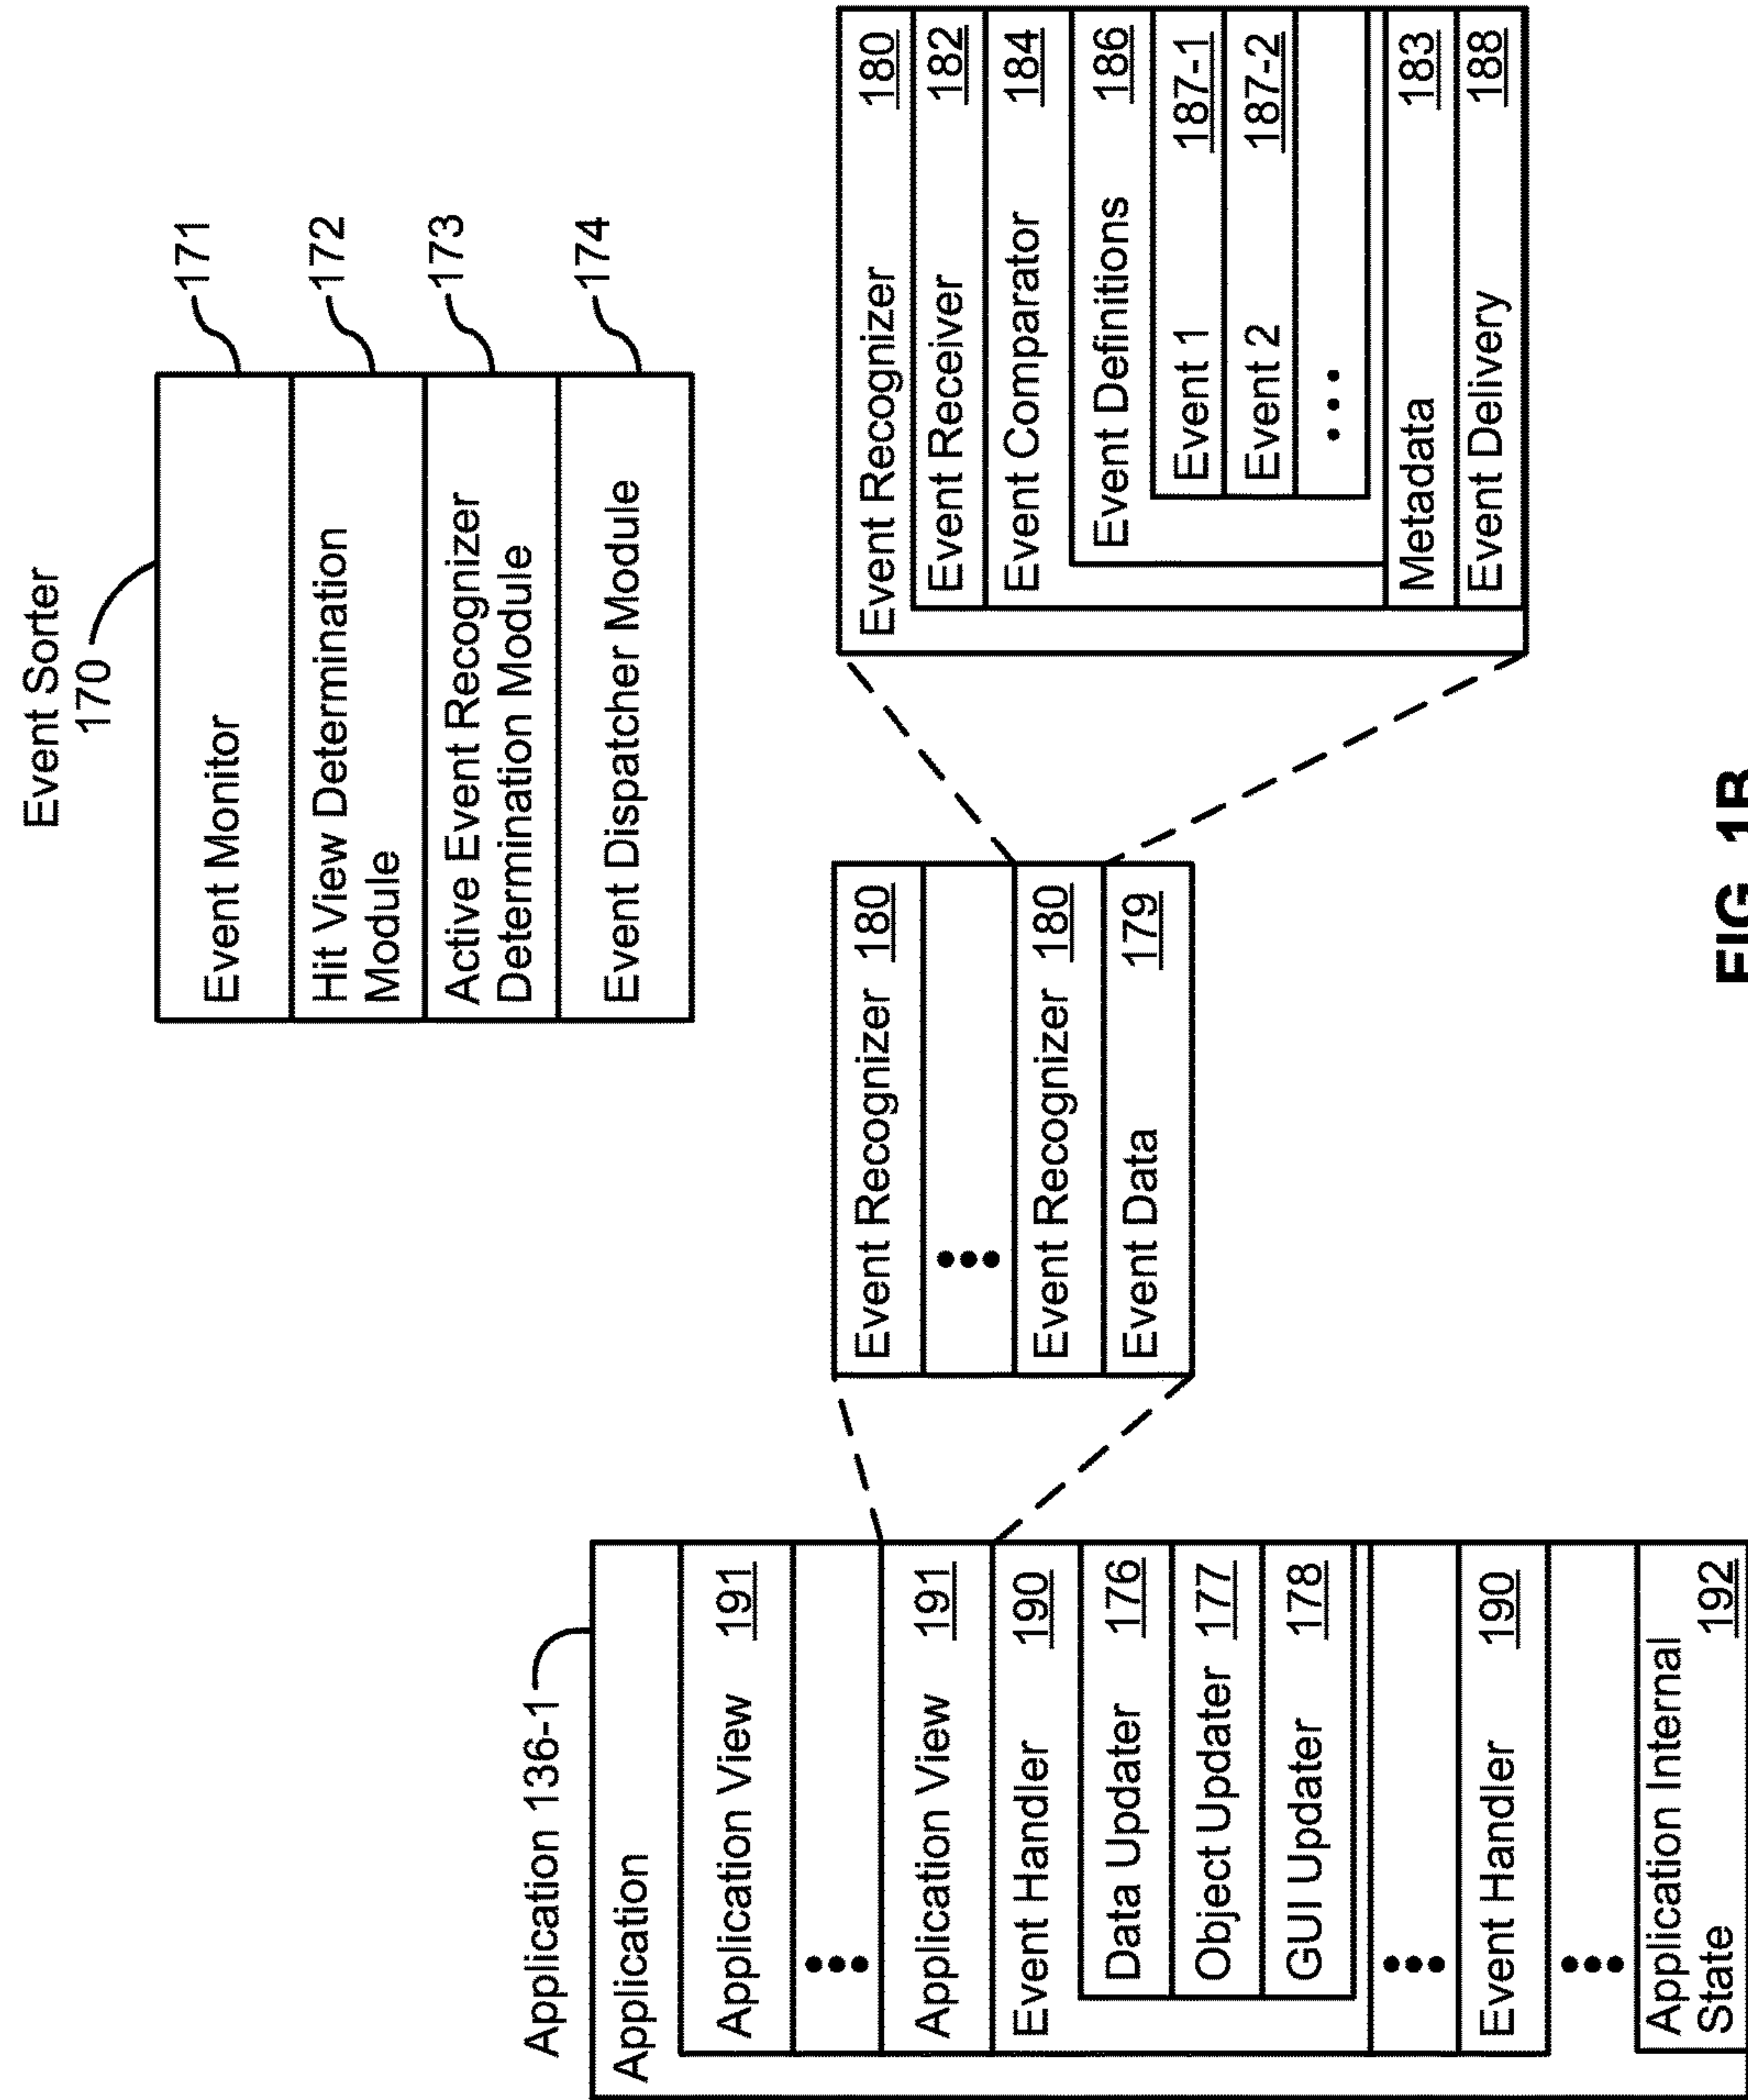 Event Sorter
170
Event Monitor
171
Hit View Determination
Module
172
Active Event Recognizer
Determination Module
173
Event Dispatcher Module
174
Application 136-1
Application
Application View 191
•••
Application View 191
Event Handler 190
Data Updater 176
Object Updater 177
GUI Updater 178
•••
Event Handler 190
•••
Application Internal
State 192
Event Recognizer 180
•••
Event Recognizer 180
Event Data 179
Event Recognizer 180
Event Receiver 182
Event Comparator 184
Event Definitions 186
Event 1 187-1
Event 2 187-2
•••
Metadata 183
Event Delivery 188
FIG. 1B